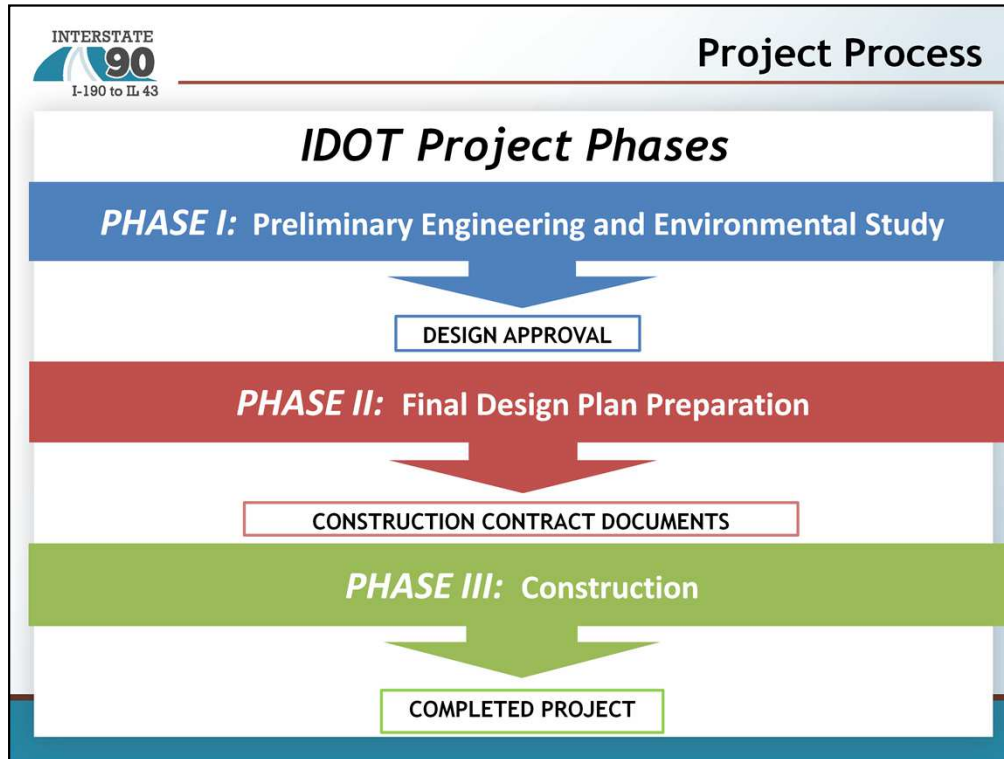 INTERSTATE
90
I-190 to IL 43
Project Process
IDOT Project Phases
PHASE I: Preliminary Engineering and Environmental Study
DESIGN APPROVAL
PHASE II: Final Design Plan Preparation
CONSTRUCTION CONTRACT DOCUMENTS
PHASE III: Construction
COMPLETED PROJECT